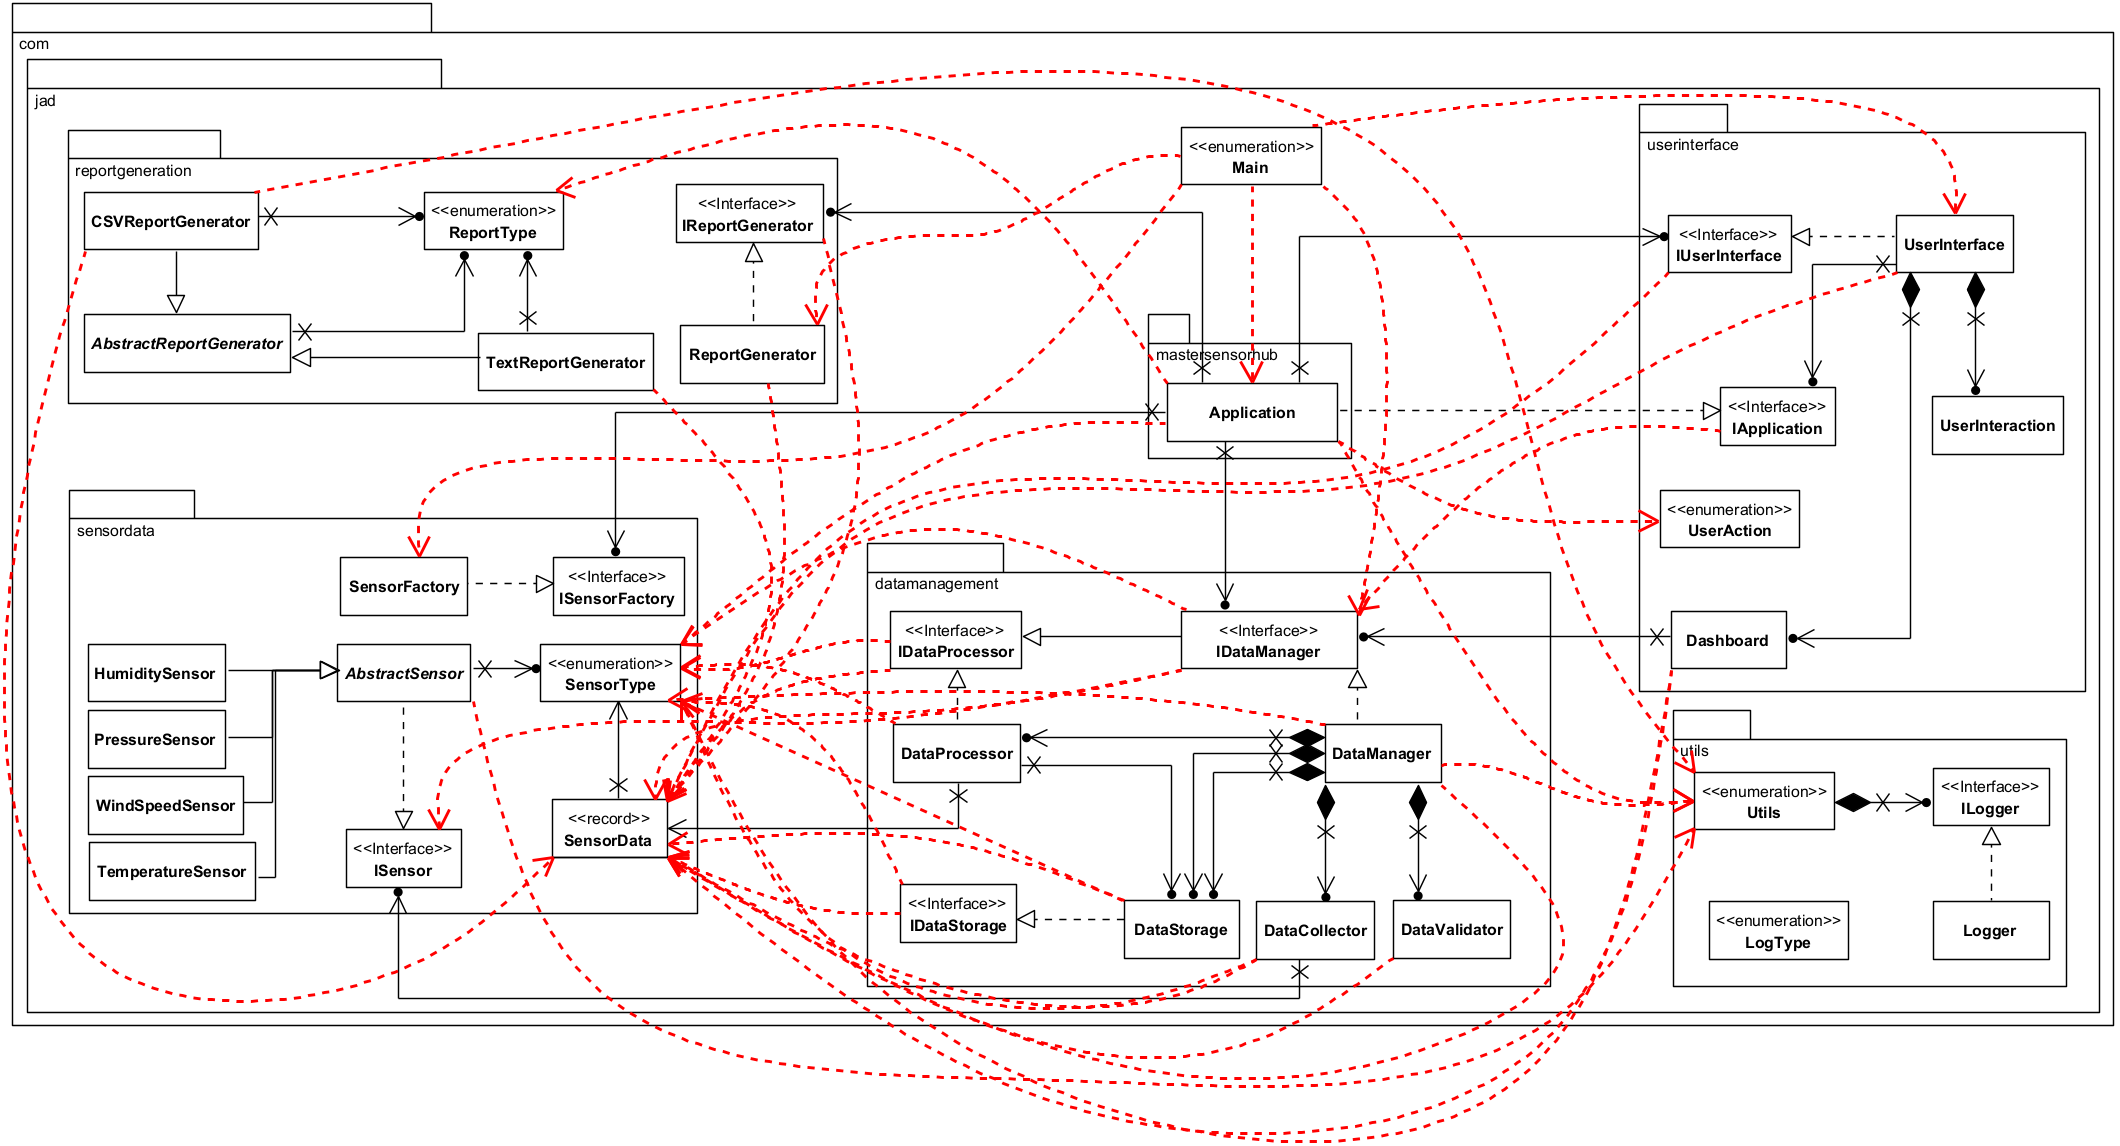 com
jad
reportgeneration
CSVReportGenerator
<<enumeration>>
ReportType
<<Interface>>
IReportGenerator
AbstractReportGenerator
TextReportGenerator
ReportGenerator
<<enumeration>>
Main
mastersensorhub
Application
userinterface
<<Interface>>
IUserInterface
UserInterface
<<Interface>>
IApplication
UserInteraction
<<enumeration>>
UserAction
Dashboard
sensordata
SensorFactory
<<Interface>>
ISensorFactory
HumiditySensor
AbstractSensor
<<enumeration>>
SensorType
PressureSensor
WindSpeedSensor
TemperatureSensor
<<Interface>>
ISensor
<<record>>
SensorData
datamanagement
<<Interface>>
IDataProcessor
<<Interface>>
IDataManager
DataProcessor
DataManager
<<Interface>>
IDataStorage
DataStorage
DataCollector
DataValidator
utils
<<enumeration>>
Utils
<<Interface>>
ILogger
<<enumeration>>
LogType
Logger